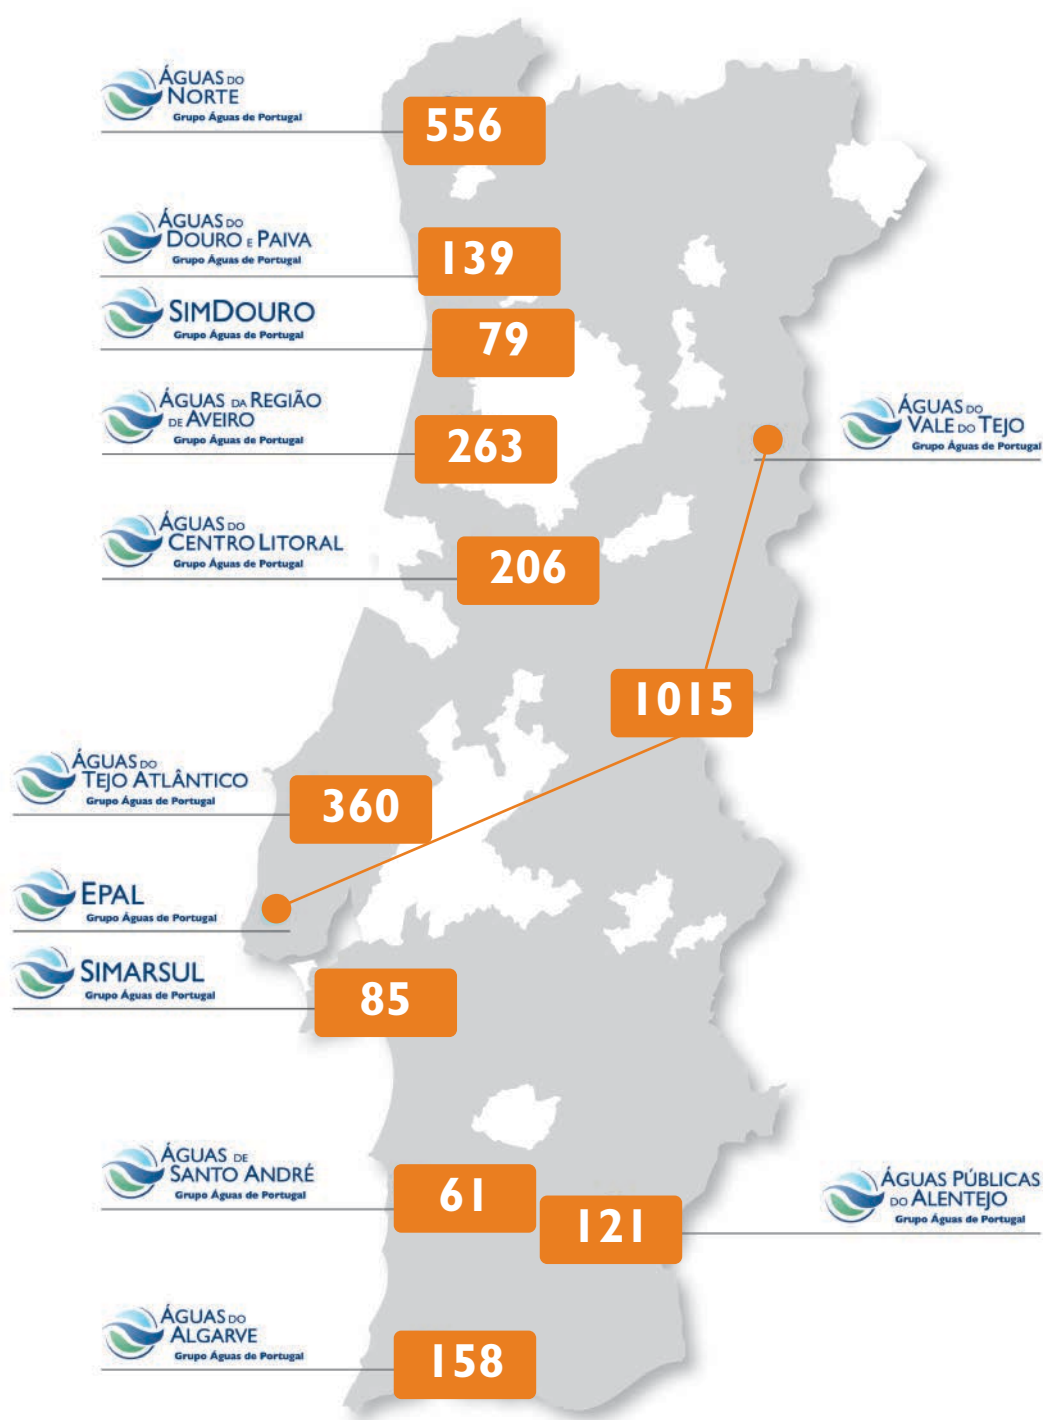 ÁGUAS DO
NORTE
Grupo Águas de Portugal
556
ÁGUAS DO
DOURO E PAIVA
Grupo Águas de Portugal
139
SIMDOURO
Grupo Águas de Portugal
79
ÁGUAS DA REGIÃO
DE AVEIRO
Grupo Águas de Portugal
263
ÁGUAS DO
VALE DO TEJO
Grupo Águas de Portugal
ÁGUAS DO
CENTRO LITORAL
Grupo Águas de Portugal
206
1015
ÁGUAS DO
TEJO ATLÂNTICO
Grupo Águas de Portugal
360
EPAL
Grupo Águas de Portugal
SIMARSUL
Grupo Águas de Portugal
85
ÁGUAS DE
SANTO ANDRÉ
Grupo Águas de Portugal
61
ÁGUAS PÚBLICAS
DO ALENTEJO
Grupo Águas de Portugal
121
ÁGUAS DO
ALGARVE
Grupo Águas de Portugal
158